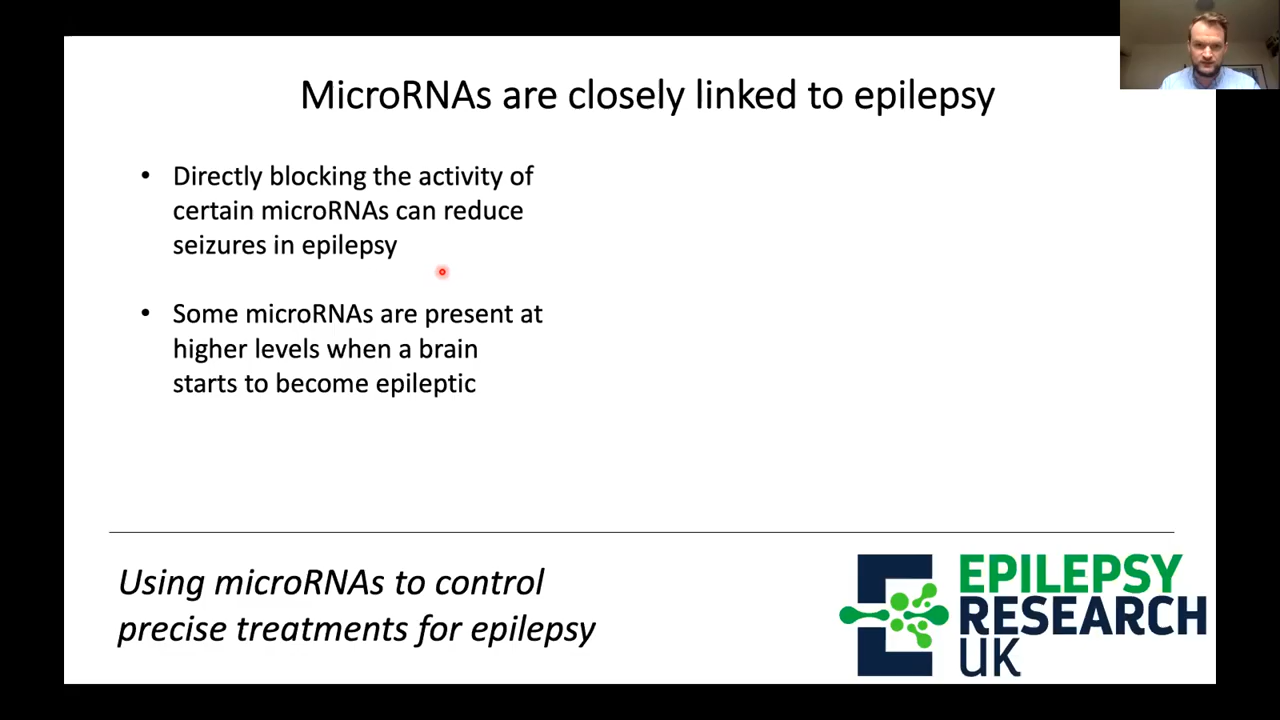 MicroRNAs are closely linked to epilepsy
• Directly blocking the activity of
certain microRNAs can reduce
seizures in epilepsy
• Some microRNAs are present at
higher levels when a brain
starts to become epileptic
Using microRNAs to control
precise treatments for epilepsy
EPILEPSY
RESEARCH
UK